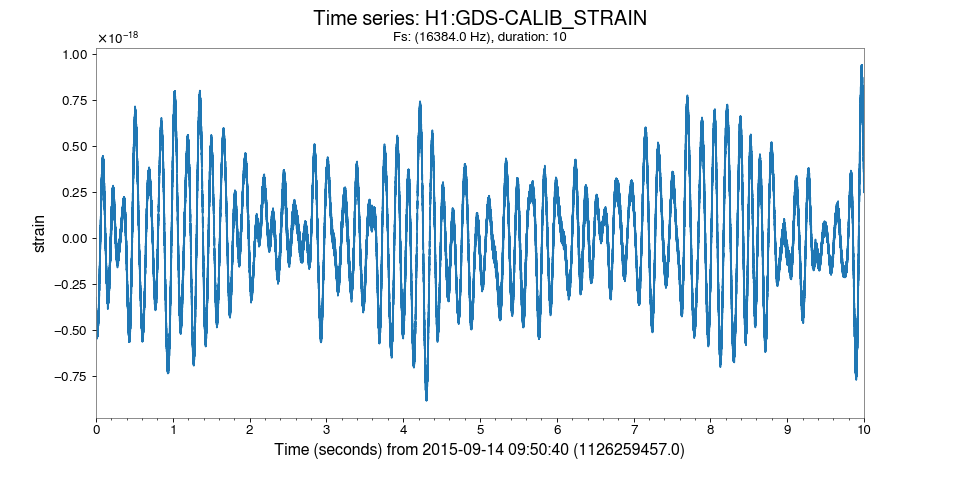 Time series: H1:GDS-CALIB_STRAIN
Fs: (16384.0 Hz), duration: 10
×10⁻¹⁸
1.00
0.75
0.50
0.25
0.00
−0.25
−0.50
−0.75
strain
0 1 2 3 4 5 6 7 8 9 10
Time (seconds) from 2015-09-14 09:50:40 (1126259457.0)